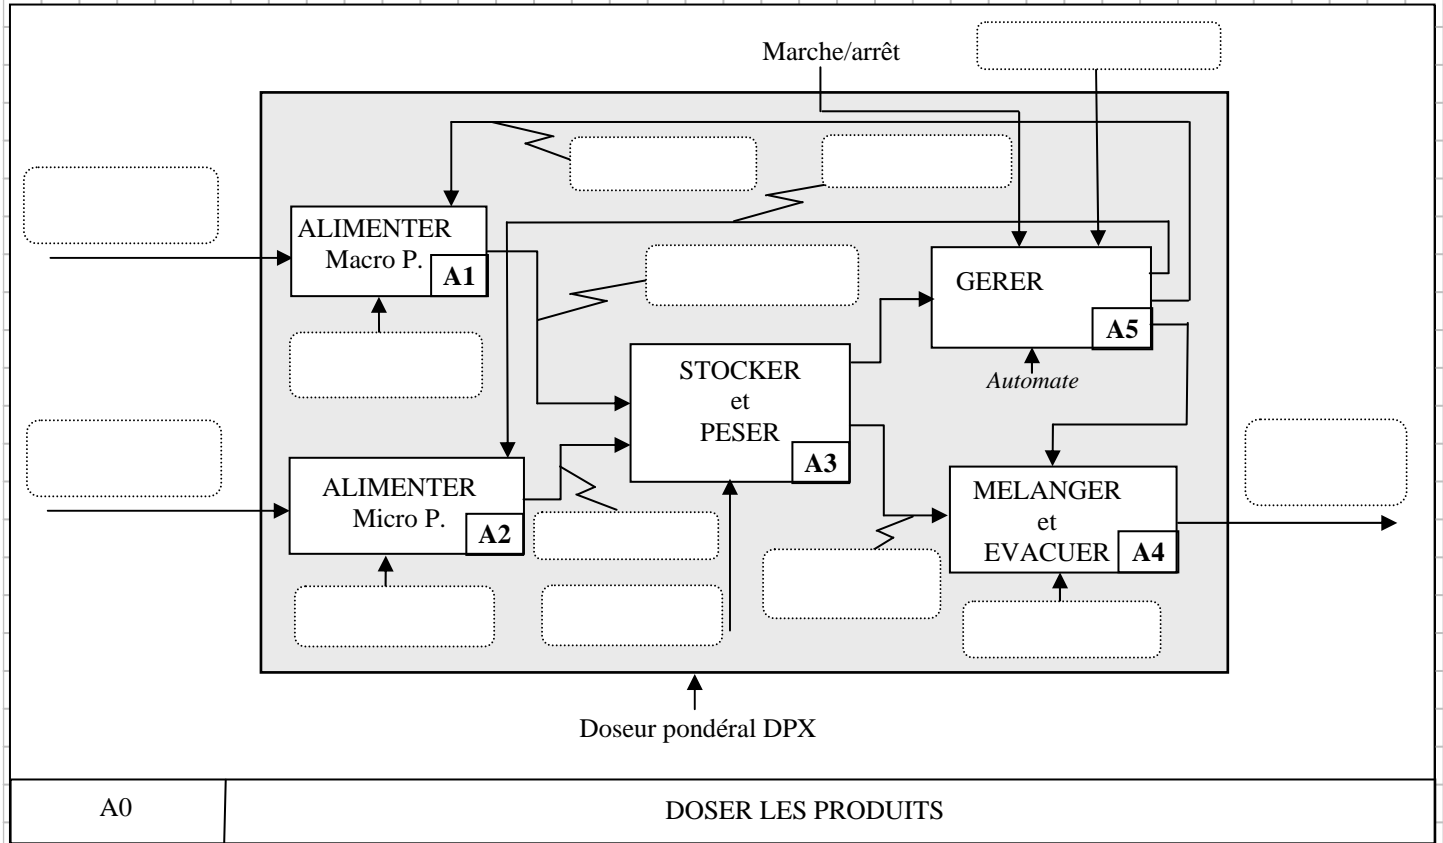 Marche/arrêt
ALIMENTER
Macro P.
A1
GERER
A5
Automate
STOCKER
et
PESER
A3
ALIMENTER
Micro P.
A2
MELANGER
et
EVACUER
A4
Doseur pondéral DPX
A0
DOSER LES PRODUITS